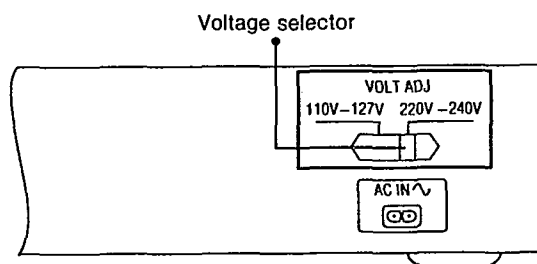 Voltage selector
VOLT ADJ
110V–127V 220V–240V
AC IN